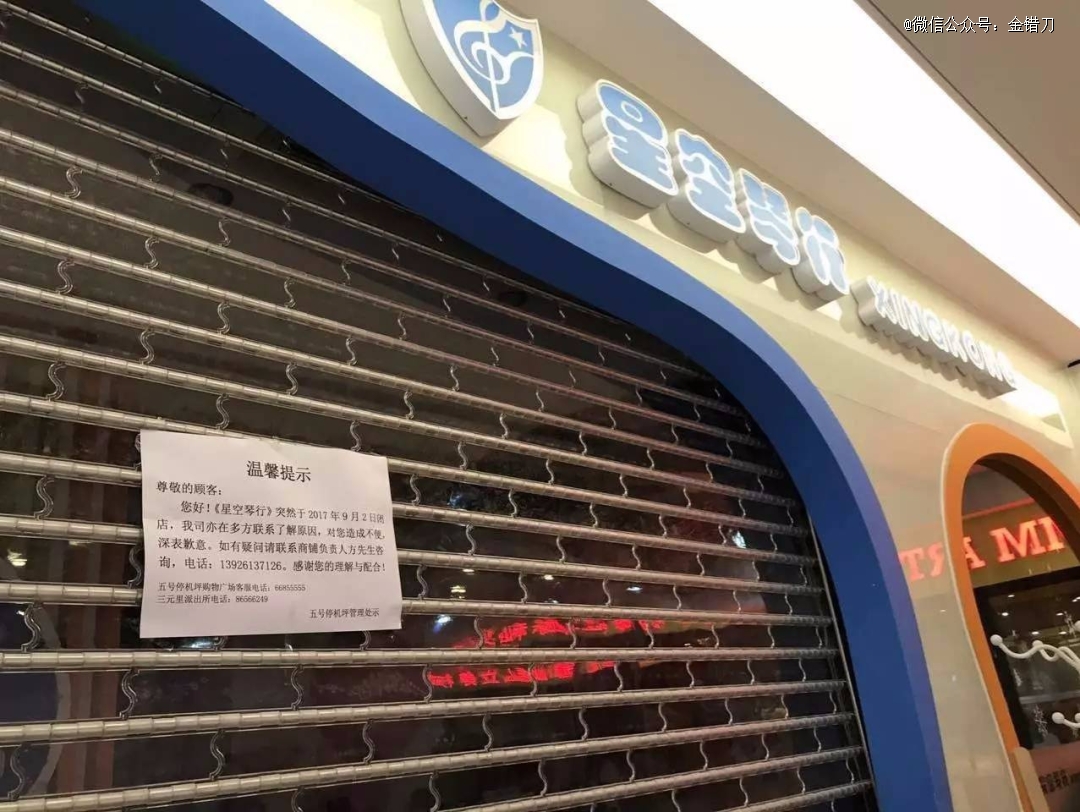 @微信公众号：金错刀
星空琴行
XINGKONG
温馨提示
尊敬的顾客：
您好！《星空琴行》突然于2017年9月2日闭
店，我司亦在多方联系了解原因，对您造成不便，
深表歉意。如有疑问请联系商铺负责人方先生咨
询，电话：13926137126。感谢您的理解与配合！
五号停机坪购物广场客服电话：66855555
三元里派出所电话：86566249
五号停机坪管理处示